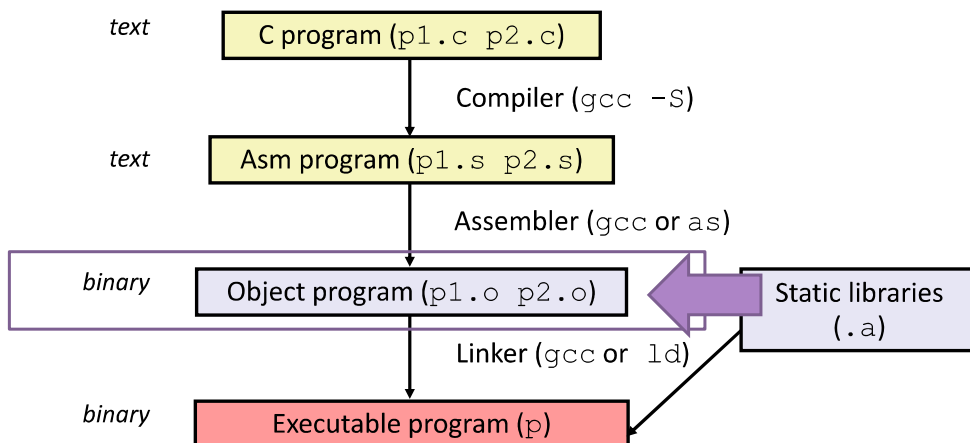 text
C program (p1.c p2.c)
Compiler (gcc -S)
text
Asm program (p1.s p2.s)
Assembler (gcc or as)
binary
Object program (p1.o p2.o)
Static libraries
(.a)
Linker (gcc or ld)
binary
Executable program (p)